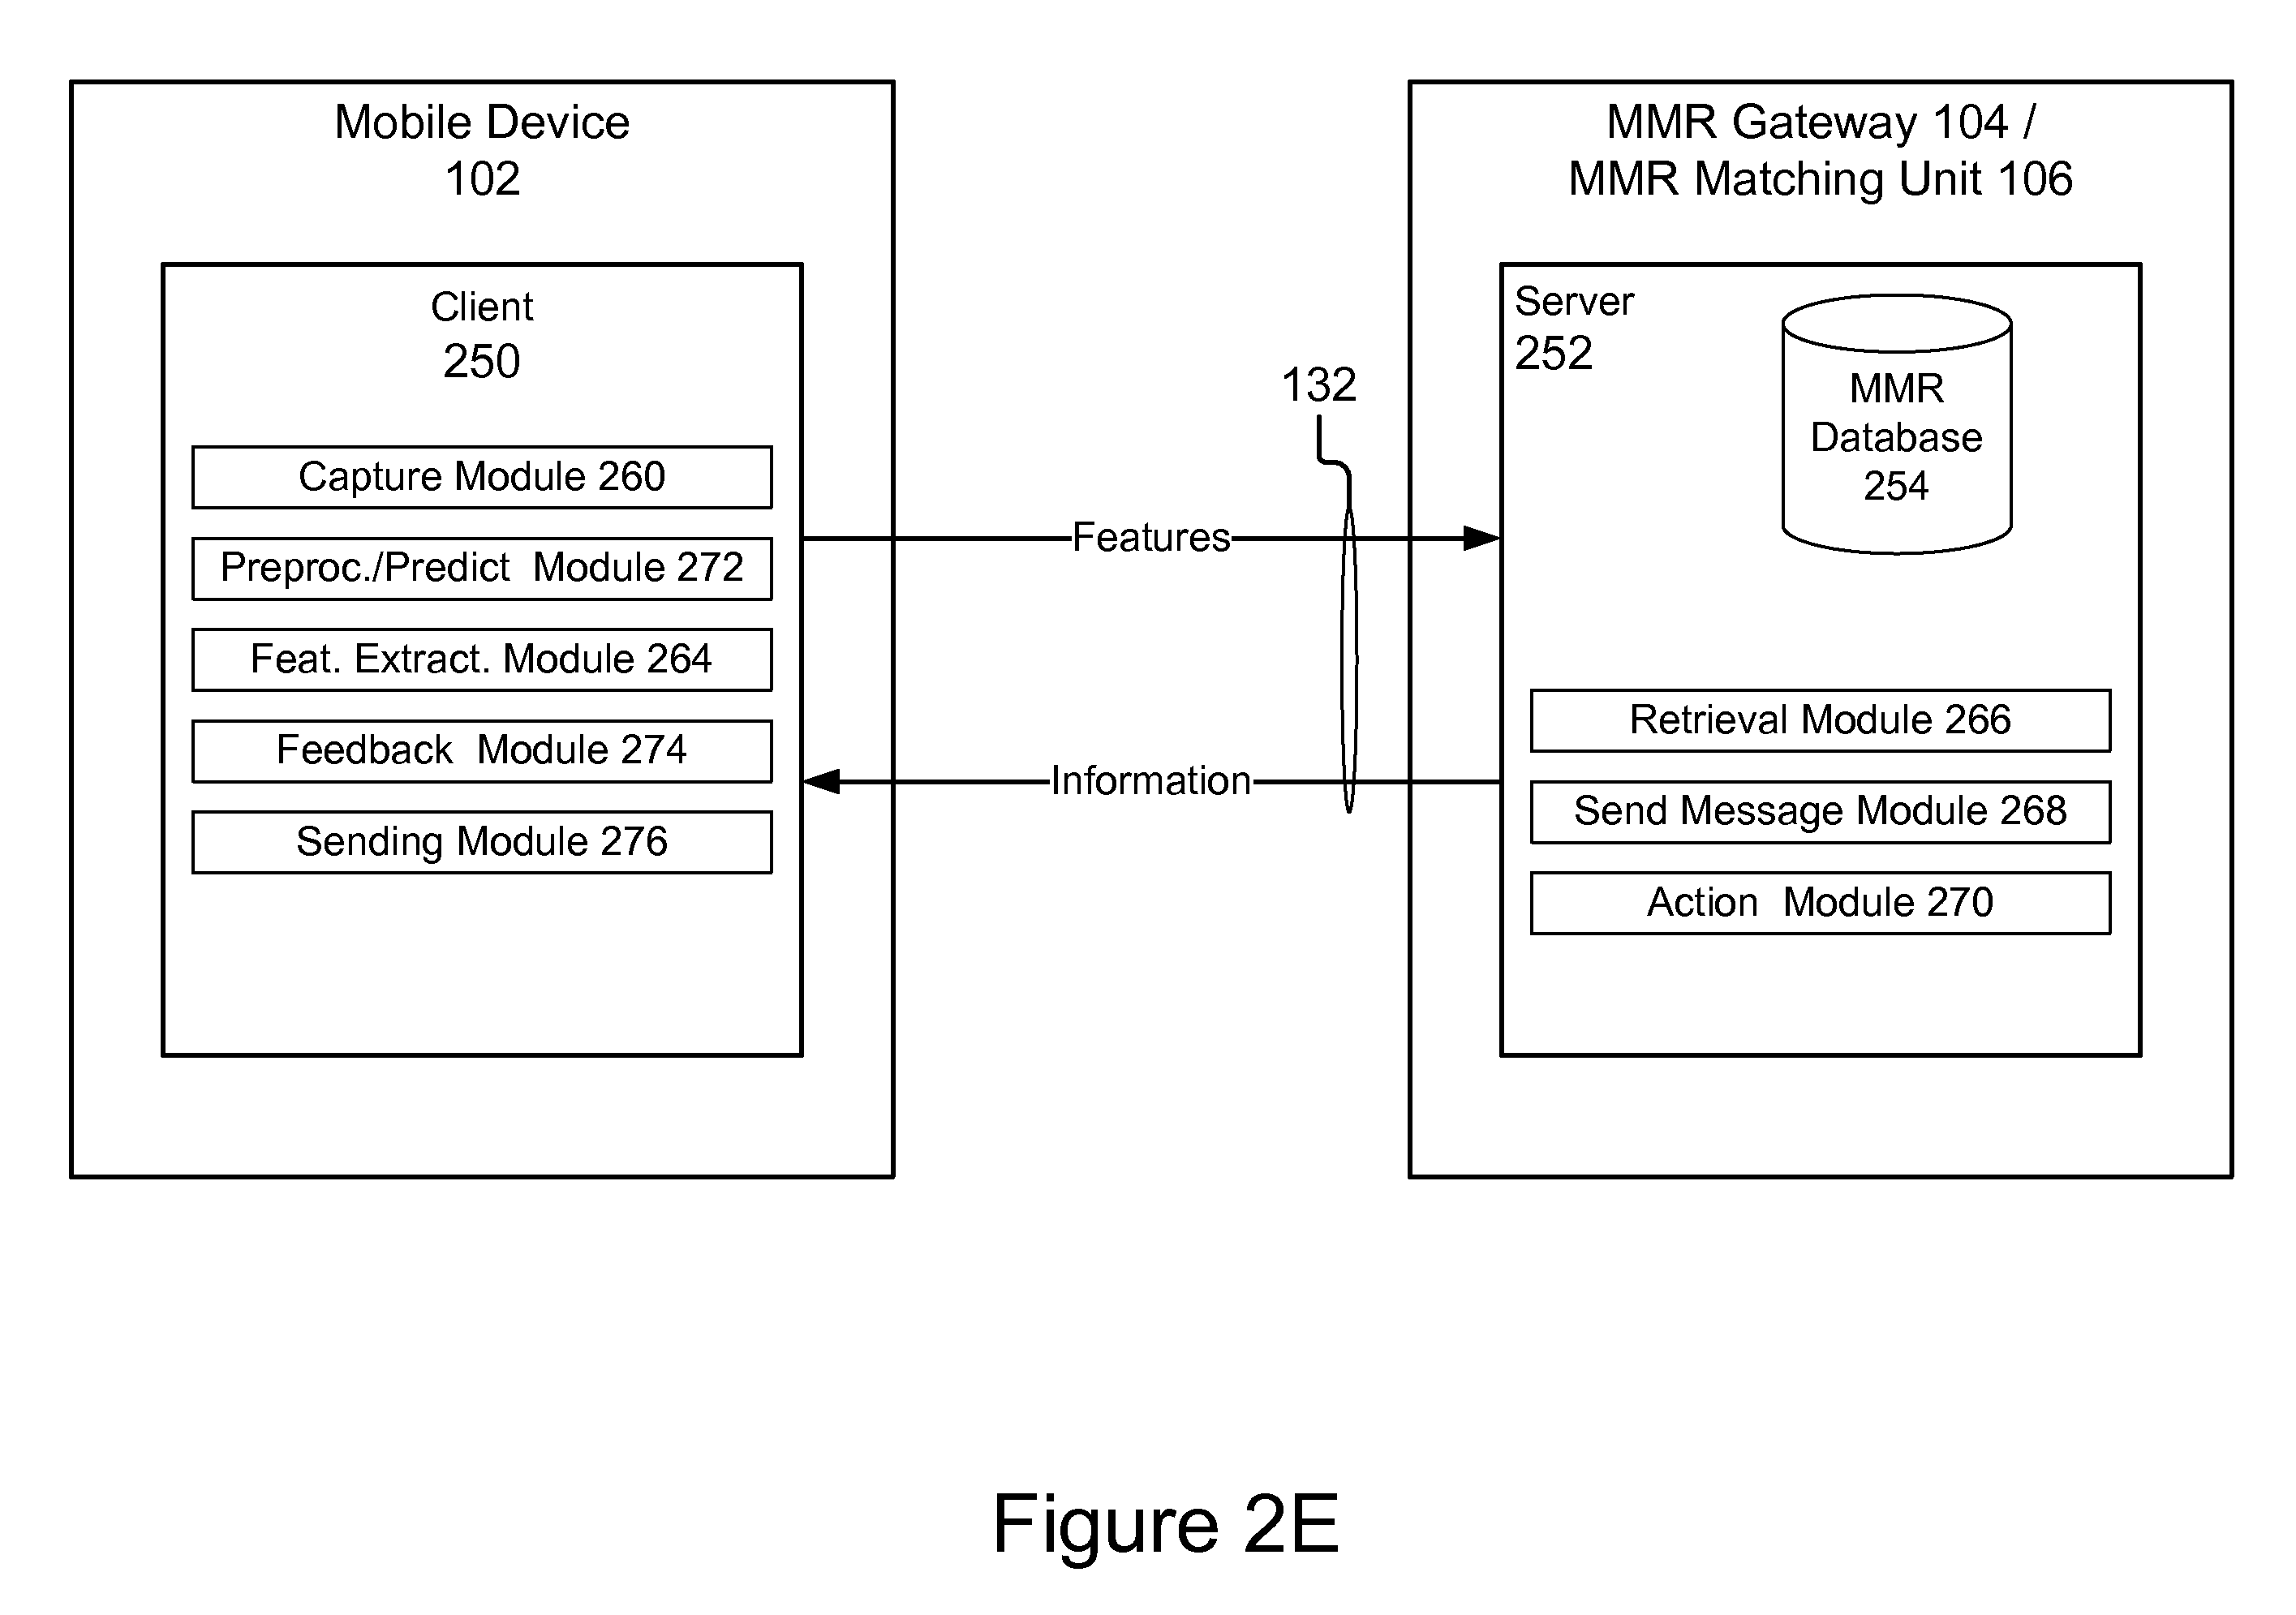 Mobile Device
102
Client
250
Capture Module 260
Preproc./Predict Module 272
Feat. Extract. Module 264
Feedback Module 274
Sending Module 276
Features
Information
132
MMR Gateway 104 /
MMR Matching Unit 106
Server
252
MMR
Database
254
Retrieval Module 266
Send Message Module 268
Action Module 270
Figure 2E